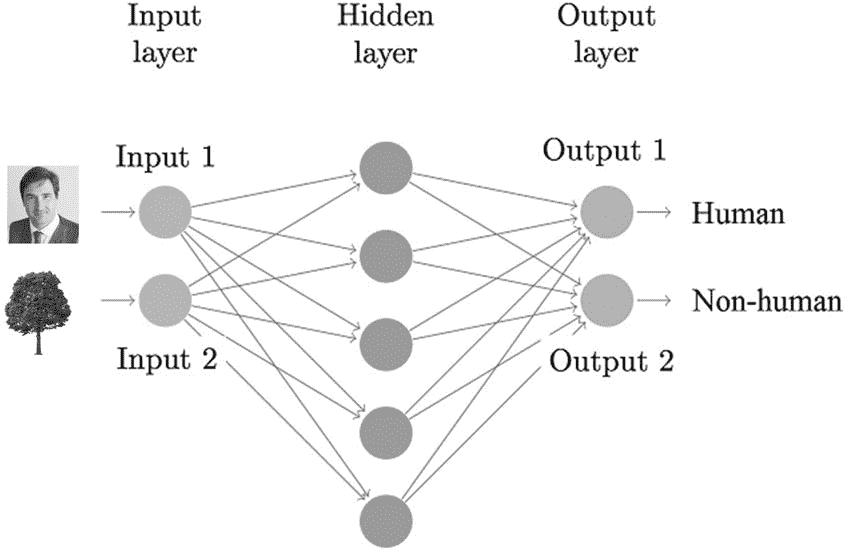 Input
layer
Hidden
layer
Output
layer
Input 1
Output 1
Human
Non-human
Input 2
Output 2